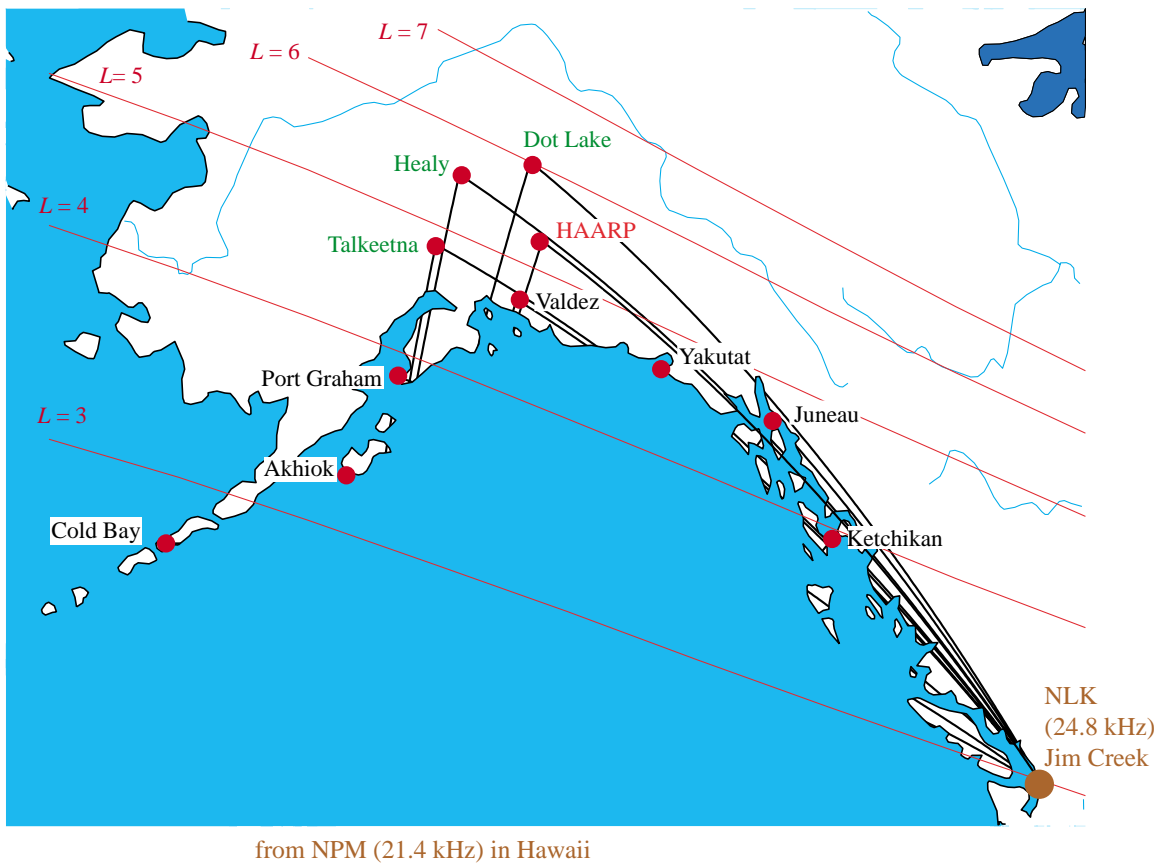 L = 7
L = 6
L= 5
Dot Lake
Healy
L = 4
HAARP
Talkeetna
Valdez
Yakutat
Port Graham
L = 3
Juneau
Akhiok
Cold Bay
Ketchikan
NLK
(24.8 kHz)
Jim Creek
from NPM (21.4 kHz) in Hawaii